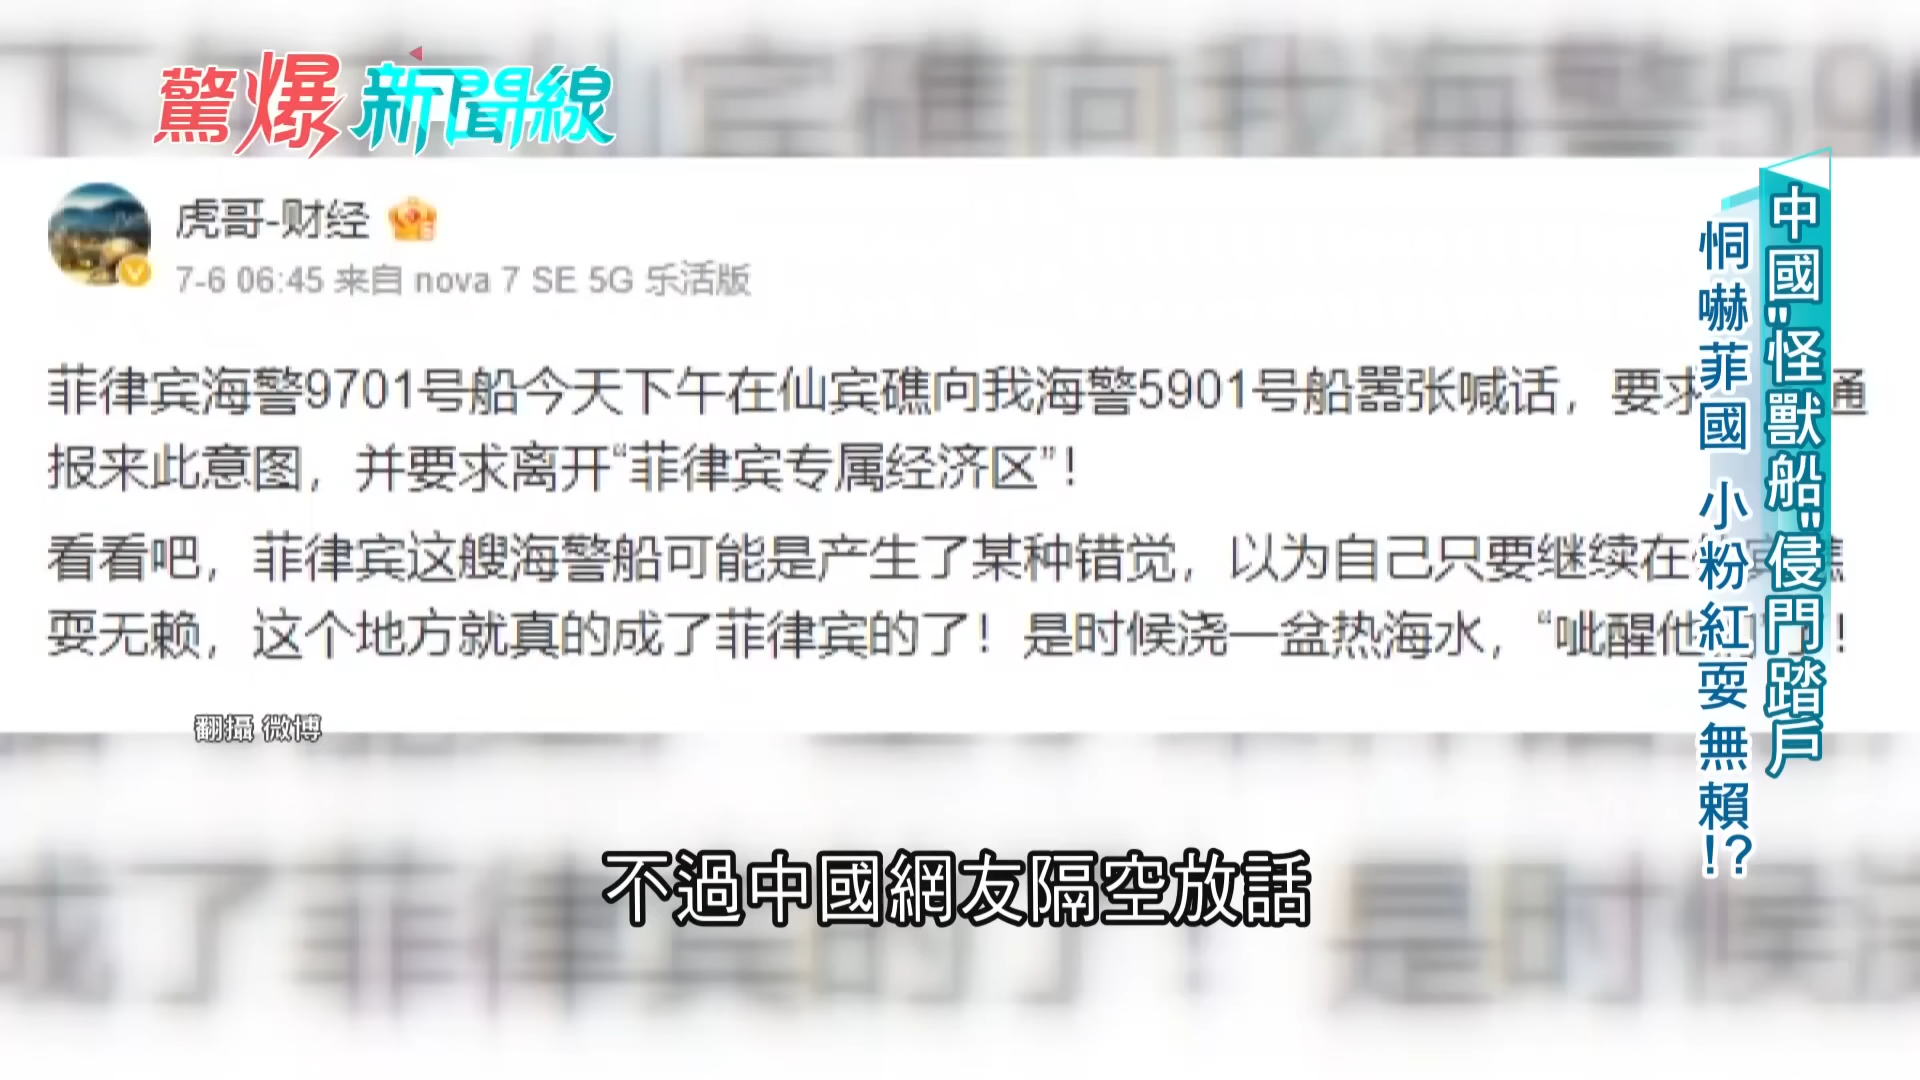 驚爆新聞線
虎哥-财经
7-6 06:45 来自 nova 7 SE 5G 乐活版
菲律宾海警9701号船今天下午在仙宾礁向我海警5901号船嚣张喊话，要求 通
报来此意图，并要求离开“菲律宾专属经济区”！
看看吧，菲律宾这艘海警船可能是产生了某种错觉，以为自己只要继续在 宾礁
耍无赖，这个地方就真的成了菲律宾的了！是时候浇一盆热海水，“呲醒他 ”了！
翻攝 微博
中國"怪獸船"侵門踏戶
恫嚇菲國 小粉紅耍無賴!?
不過中國網友隔空放話